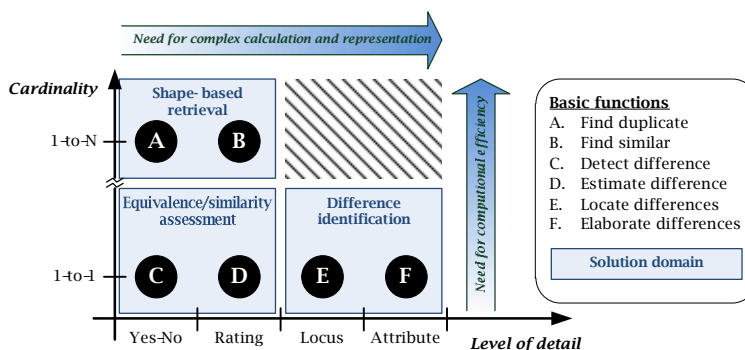 Need for complex calculation and representation
Cardinality
Shape- based
retrieval
1-to-N
A
B
Equivalence/similarity
assessment
Difference
identification
1-to-1
C
D
E
F
Yes-No
Rating
Locus
Attribute
Level of detail
Need for computational efficiency
Basic functions
A. Find duplicate
B. Find similar
C. Detect difference
D. Estimate difference
E. Locate differences
F. Elaborate differences
Solution domain